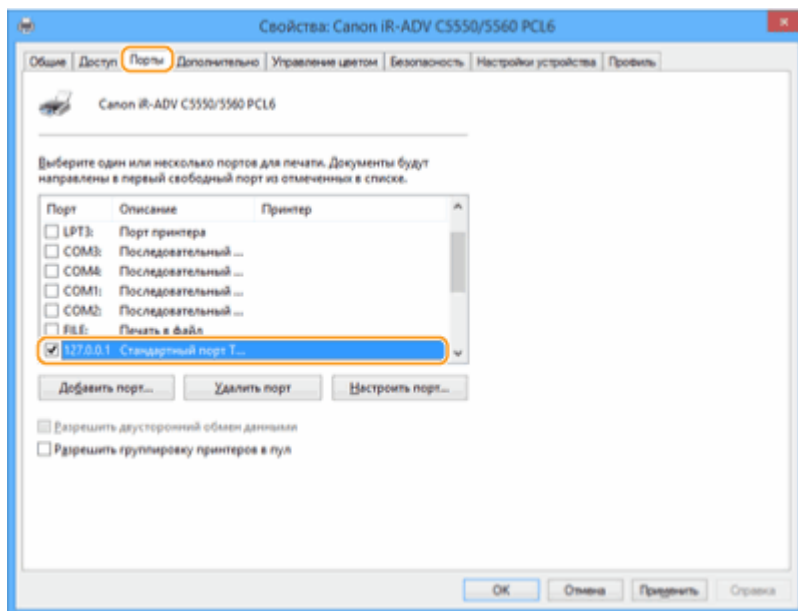 Свойства: Canon iR-ADV C5550/5560 PCL6
Общие Доступ Порты Дополнительно Управление цветом Безопасность Настройки устройства Профиль
Canon iR-ADV C5550/5560 PCL6
Выберите один или несколько портов для печати. Документы будут
направлены в первый свободный порт из отмеченных в списке.
Порт Описание Принтер
LPT3: Порт принтера
COM3: Последовательный ...
COM4: Последовательный ...
COM1: Последовательный ...
COM2: Последовательный ...
FILE: Печать в файл
127.0.0.1 Стандартный порт T...
Добавить порт... Удалить порт Настроить порт...
Разрешить двусторонний обмен данными
Разрешить группировку принтеров в пул
OK Отмена Применить Справка